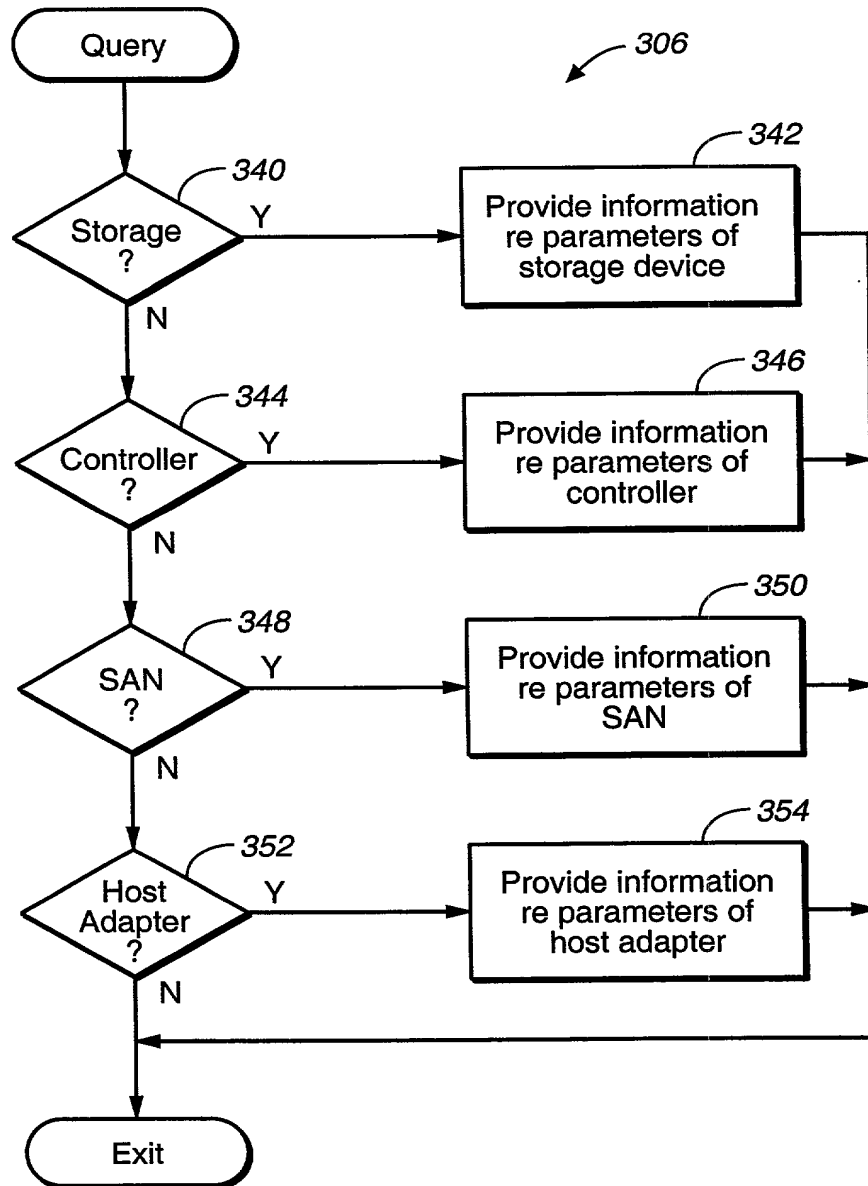 Query
306
340
Storage
?
Y
N
342
Provide information
re parameters of
storage device
344
Controller
?
Y
N
346
Provide information
re parameters of
controller
348
SAN
?
Y
N
350
Provide information
re parameters of
SAN
352
Host
Adapter
?
Y
N
354
Provide information
re parameters of
host adapter
Exit